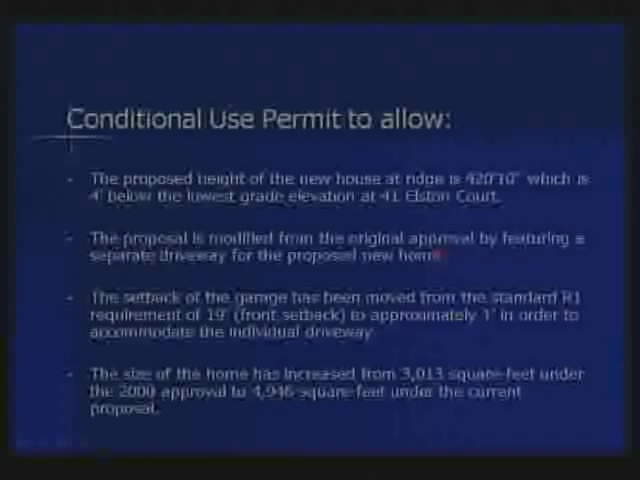 Conditional Use Permit to allow:
- The proposed height of the new house at ridge is 420'10" which is
4' below the lowest grade elevation at 41 Elston Court.
- The proposal is modified from the original approval by featuring a
separate driveway for the proposed new home
- The setback of the garage has been moved from the standard R1
requirement of 19' (front setback) to approximately 1' in order to
accommodate the individual driveway.
- The size of the home has increased from 3,013 square-feet under
the 2000 approval to 4,946 square-feet under the current
proposal.